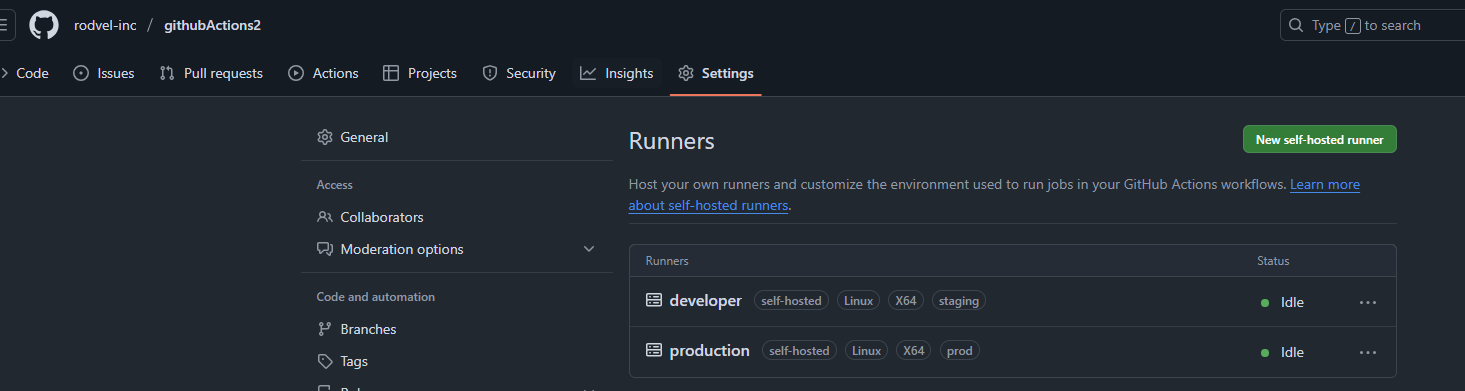 rodvel-inc / githubActions2
Type / to search
Code Issues Pull requests Actions Projects Security Insights Settings
General
Access
Collaborators
Moderation options
Code and automation
Branches
Tags
Runners
New self-hosted runner
Host your own runners and customize the environment used to run jobs in your GitHub Actions workflows. Learn more
about self-hosted runners.
Runners Status
developer self-hosted Linux X64 staging Idle
production self-hosted Linux X64 prod Idle